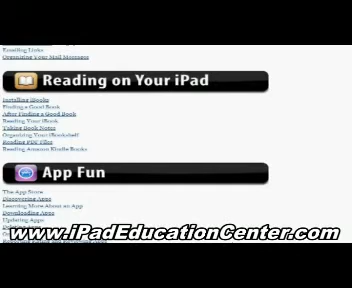 Emailing Links
Organizing Your Mail Messages
Reading on Your iPad
Installing iBooks
Finding a Good Book
After Finding a Good Book
Reading Your iBook
Taking Book Notes
Organizing Your iBookshelf
Reading PDF Files
Reading Amazon Kindle Books
App Fun
The App Store
Discovering Apps
Learning More About an App
Downloading Apps
Updating Apps
www.iPadEducationCenter.com